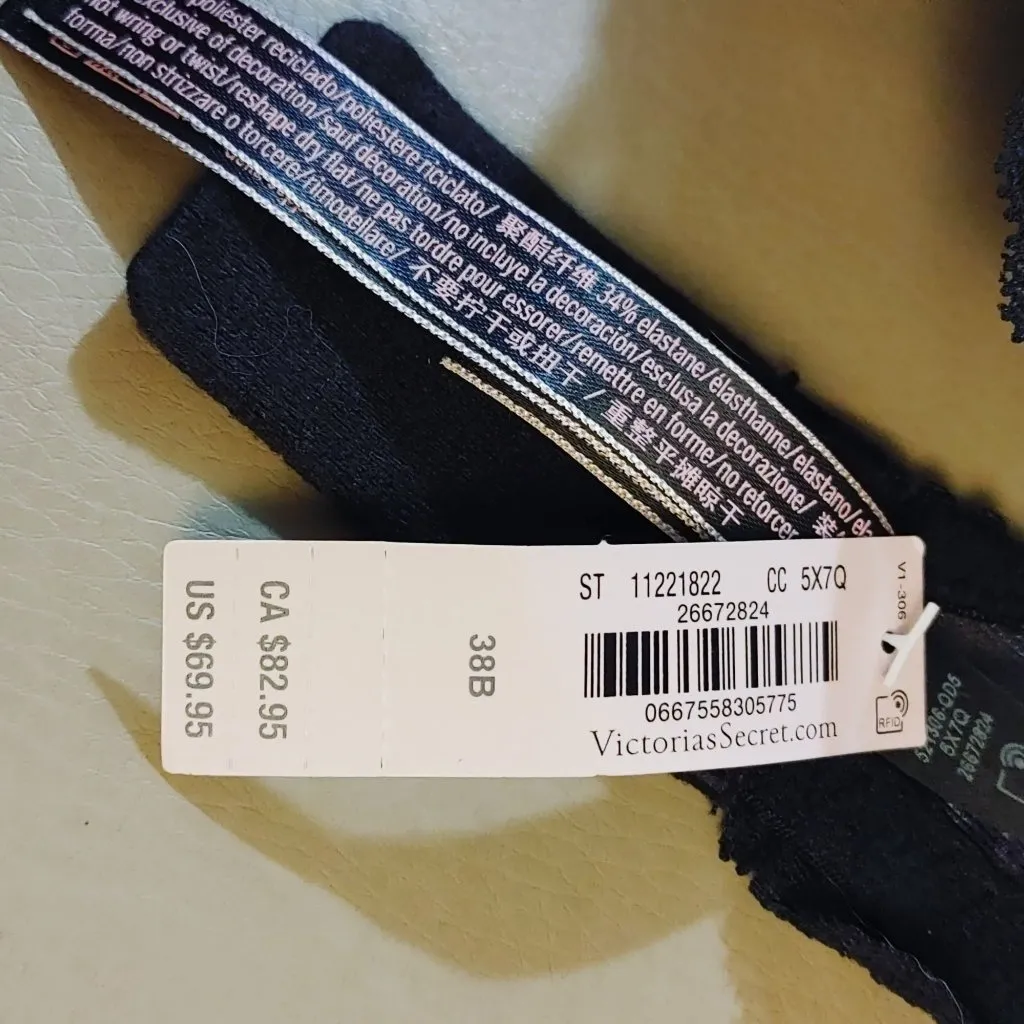 poliéster reciclado/poliestere riciclato/ 聚酯纤维 34% elastane/élasthanne/elastano/
exclusive of decoration/sauf décoration/no incluye la decoración/esclusa la decorazione/
not wring or twist/reshape dry flat/ne pas tordre pour essorer/remettre en forme/no retorcer
forma/non strizzare o torcere/rimodellare/ 不要拧干或扭干 / 重整平摊晾干
ST 11221822 CC 5X7Q
26672824
0667558305775
VictoriasSecret.com
V1-306
RFID
38B
CA $82.95
US $69.95
5X7Q
26672824